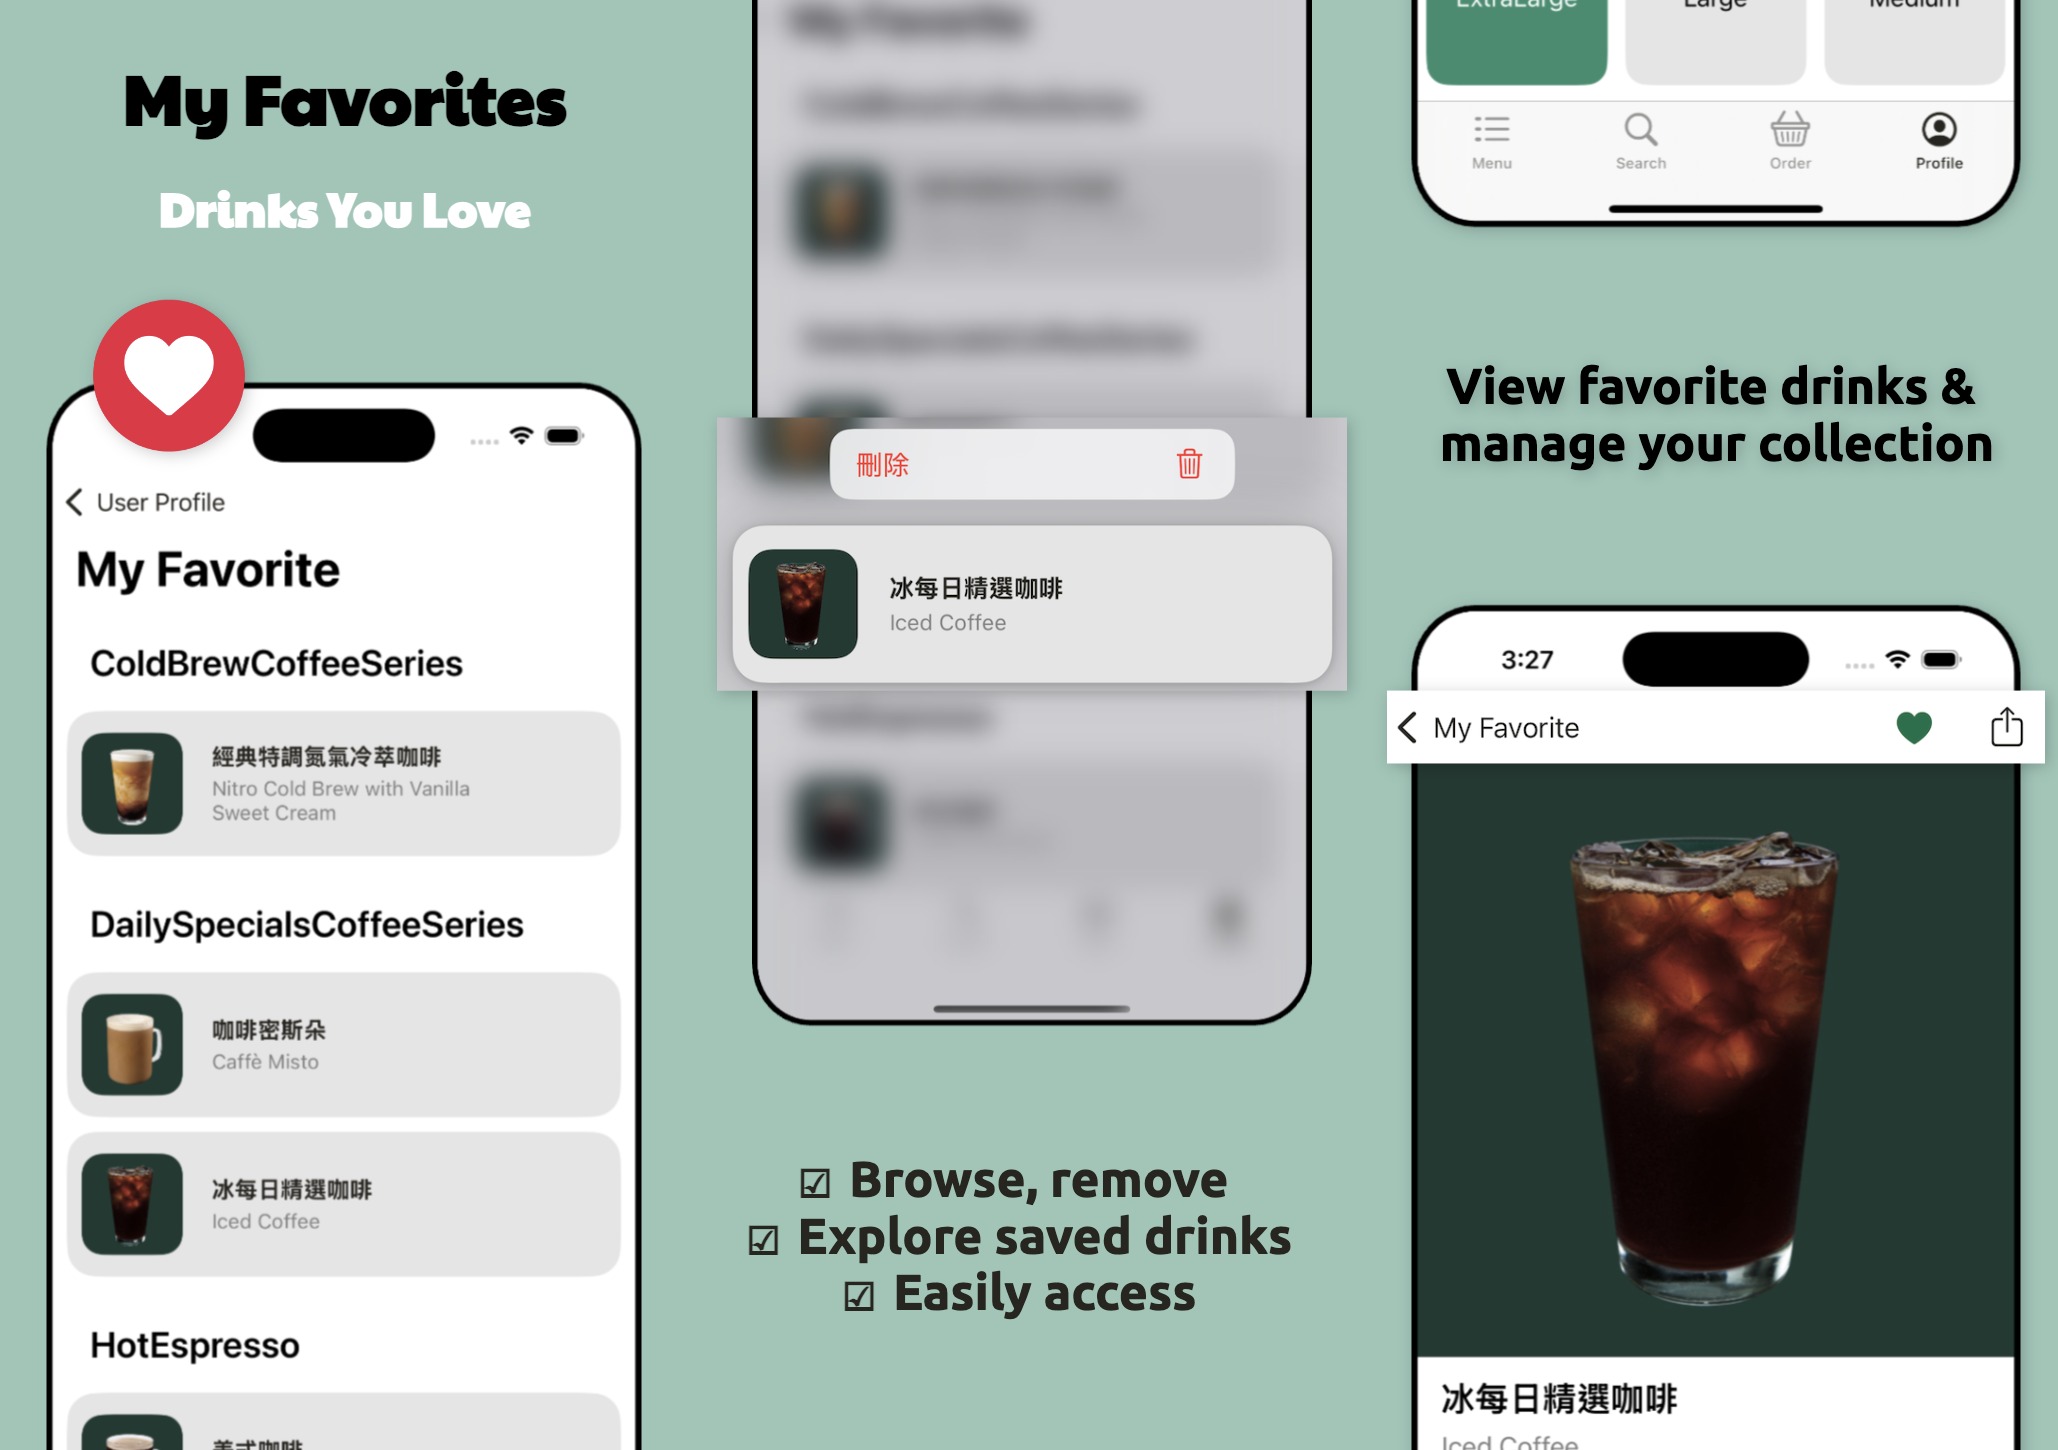 My Favorites
Drinks You Love
User Profile
My Favorite
ColdBrewCoffeeSeries
經典特調氮氣冷萃咖啡
Nitro Cold Brew with Vanilla
Sweet Cream
DailySpecialsCoffeeSeries
咖啡密斯朵
Caffè Misto
冰每日精選咖啡
Iced Coffee
HotEspresso
美式咖啡
My Favorite
刪除
冰每日精選咖啡
Iced Coffee
☑ Browse, remove
☑ Explore saved drinks
☑ Easily access
ExtraLarge
Large
Medium
Menu
Search
Order
Profile
View favorite drinks &
manage your collection
3:27
My Favorite
冰每日精選咖啡
Iced Coffee